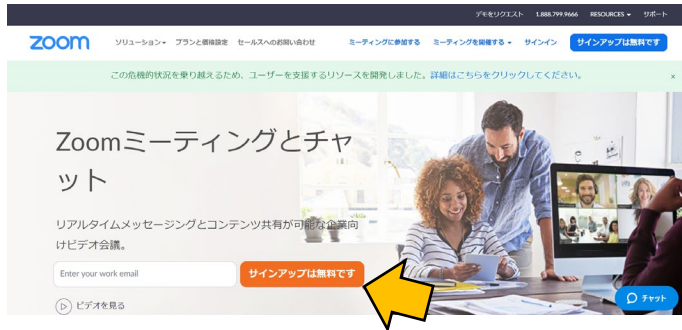 デモをリクエスト 1.888.799.9666 RESOURCES サポート
zoom ソリューション プランと価格設定 セールスへのお問い合わせ ミーティングに参加する ミーティングを開催する サインイン サインアップは無料です
この危機的状況を乗り越えるため、ユーザーを支援するリソースを開発しました。詳細はこちらをクリックしてください。 ×
Zoomミーティングとチャ
ット
リアルタイムメッセージングとコンテンツ共有が可能な企業向
けビデオ会議。
Enter your work email サインアップは無料です
ビデオを見る
チャット